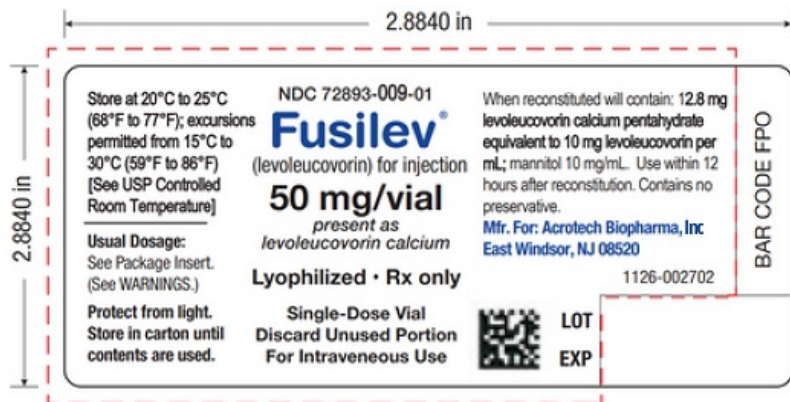 2.8840 in
2.8840 in
Store at 20°C to 25°C
(68°F to 77°F); excursions
permitted from 15°C to
30°C (59°F to 86°F)
[See USP Controlled
Room Temperature]
Usual Dosage:
See Package Insert.
(See WARNINGS.)
Protect from light.
Store in carton until
contents are used.
NDC 72893-009-01
Fusilev®
(levoleucovorin) for injection
50 mg/vial
present as
levoleucovorin calcium
Lyophilized · Rx only
Single-Dose Vial
Discard Unused Portion
For Intraveneous Use
When reconstituted will contain: 12.8 mg
levoleucovorin calcium pentahydrate
equivalent to 10 mg levoleucovorin per
mL; mannitol 10 mg/mL. Use within 12
hours after reconstitution. Contains no
preservative.
Mfr. For: Acrotech Biopharma, Inc
East Windsor, NJ 08520
1126-002702
LOT
EXP
BAR CODE FPO